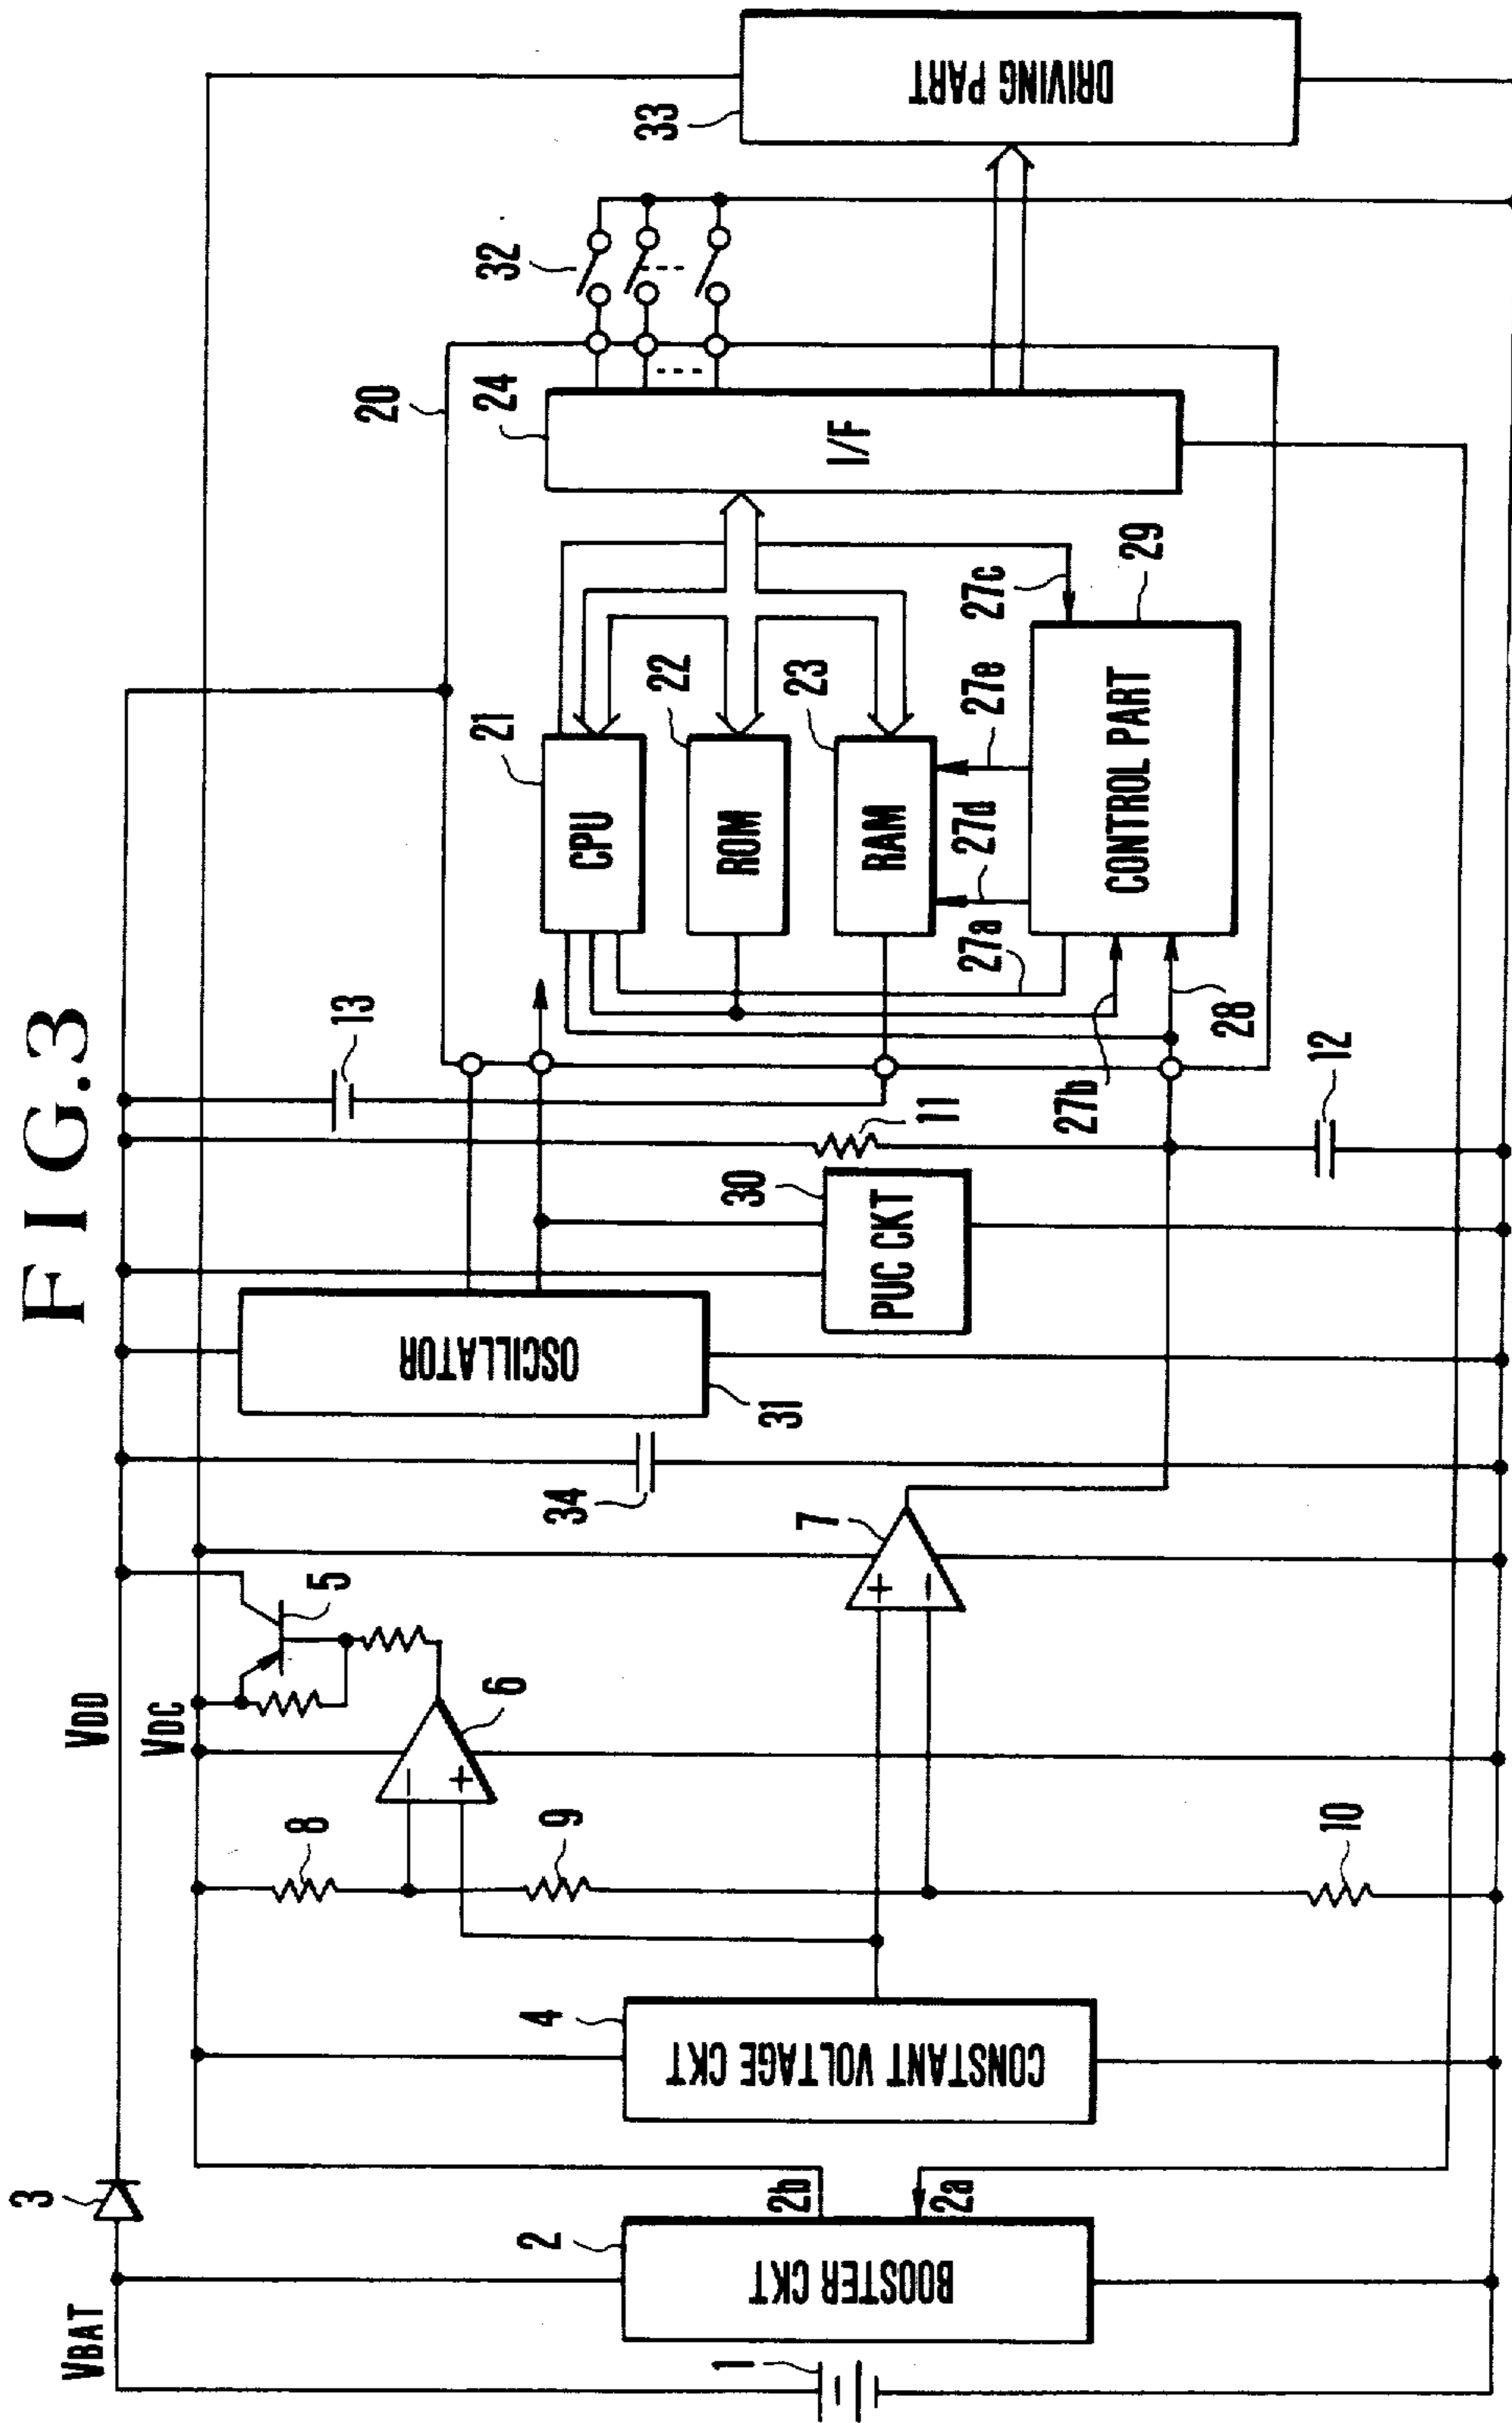 FIG.3
VBAT
VDD
VDC
3
1
2
BOOSTER CKT
2b
2a
4
CONSTANT VOLTAGE CKT
8
9
10
6
−
+
5
7
+
−
34
31
OSCILLATOR
30
PUC CKT
11
12
13
20
21
CPU
22
ROM
23
RAM
24
I/F
27a
27b
27c
27d
27e
28
29
CONTROL PART
32
33
DRIVING PART